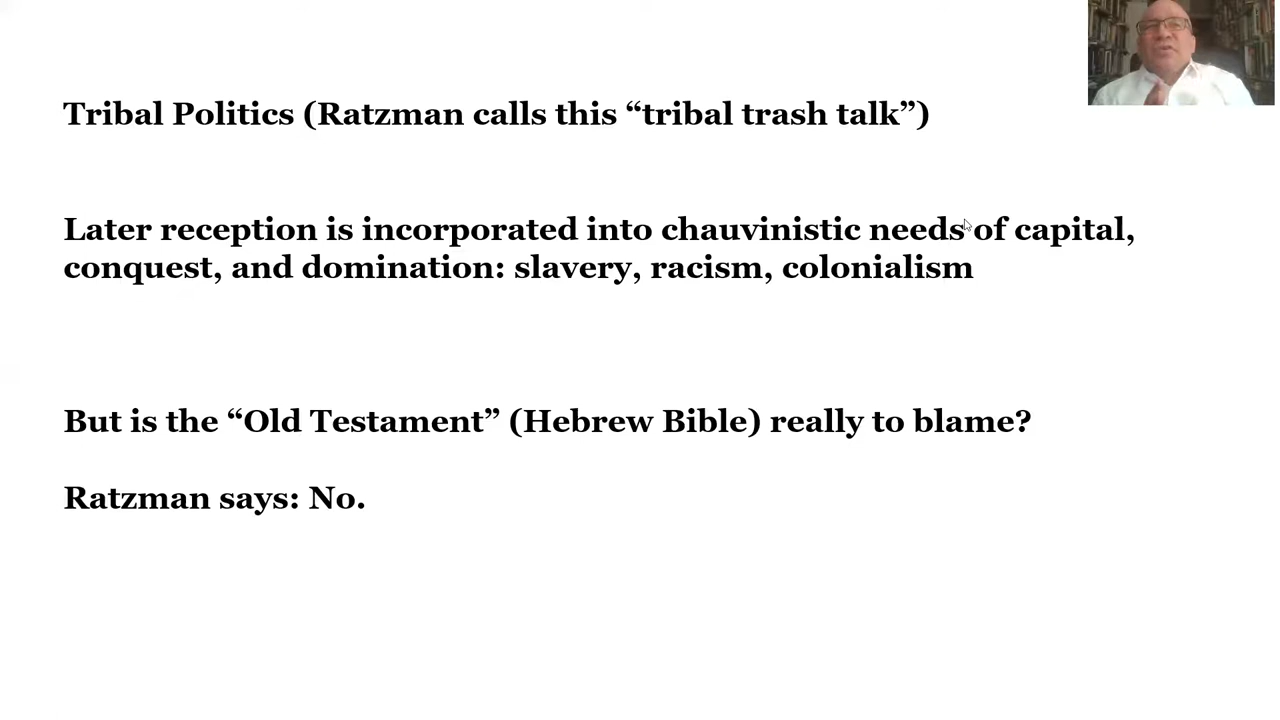 Tribal Politics (Ratzman calls this “tribal trash talk”)
Later reception is incorporated into chauvinistic needs of capital,
conquest, and domination: slavery, racism, colonialism
But is the “Old Testament” (Hebrew Bible) really to blame?
Ratzman says: No.